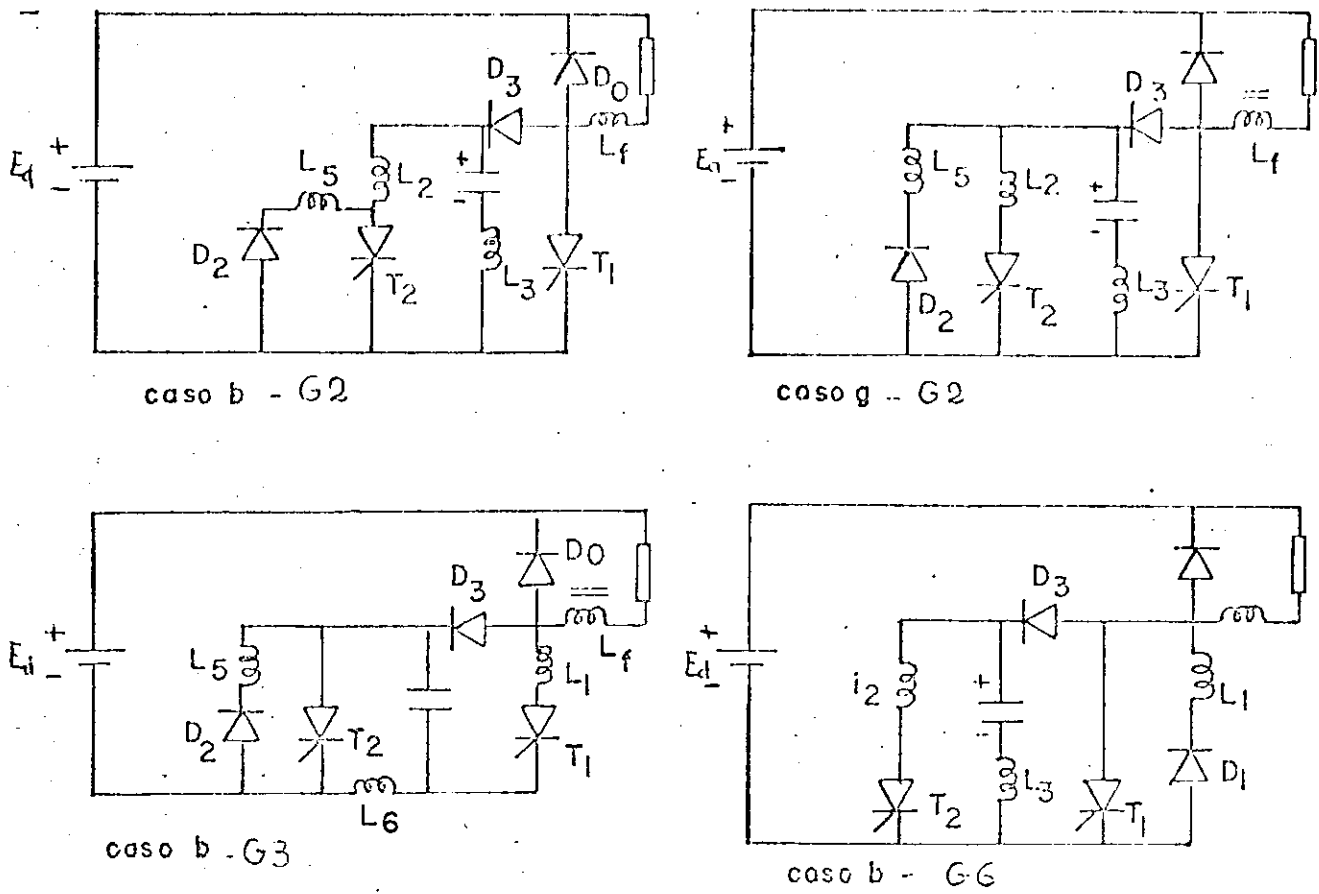 D3
D0
Lf
+
Ed
-
L5
L2
+
-
D2
T2
L3
T1
caso b - G2
D3
Lf
+
-
L5
L2
+
-
L3
D2
T2
T1
caso g - G2
D0
D3
Lf
+
-
L5
L1
D2
T2
T1
L6
caso b - G3
D3
+
Ed
-
i2
+
L1
L3
D1
T2
T1
caso b - G6